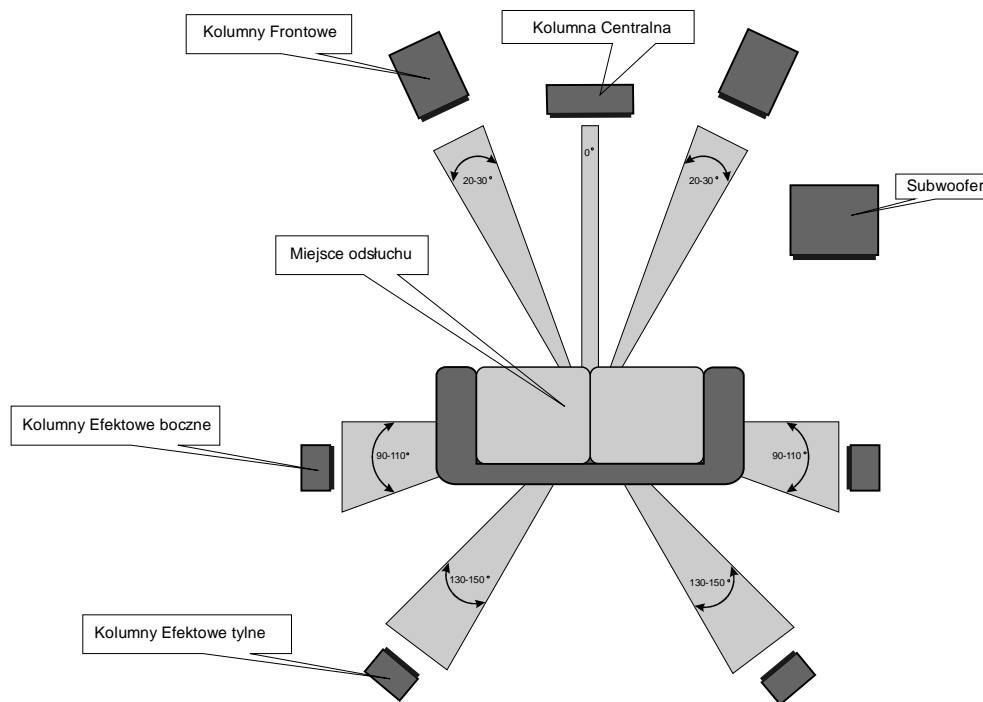 Kolumny Frontowe
Kolumna Centralna
0°
20-30°
20-30°
Subwoofer
Miejsce odsłuchu
Kolumny Efektowe boczne
90-110°
90-110°
130-150°
130-150°
Kolumny Efektowe tylne